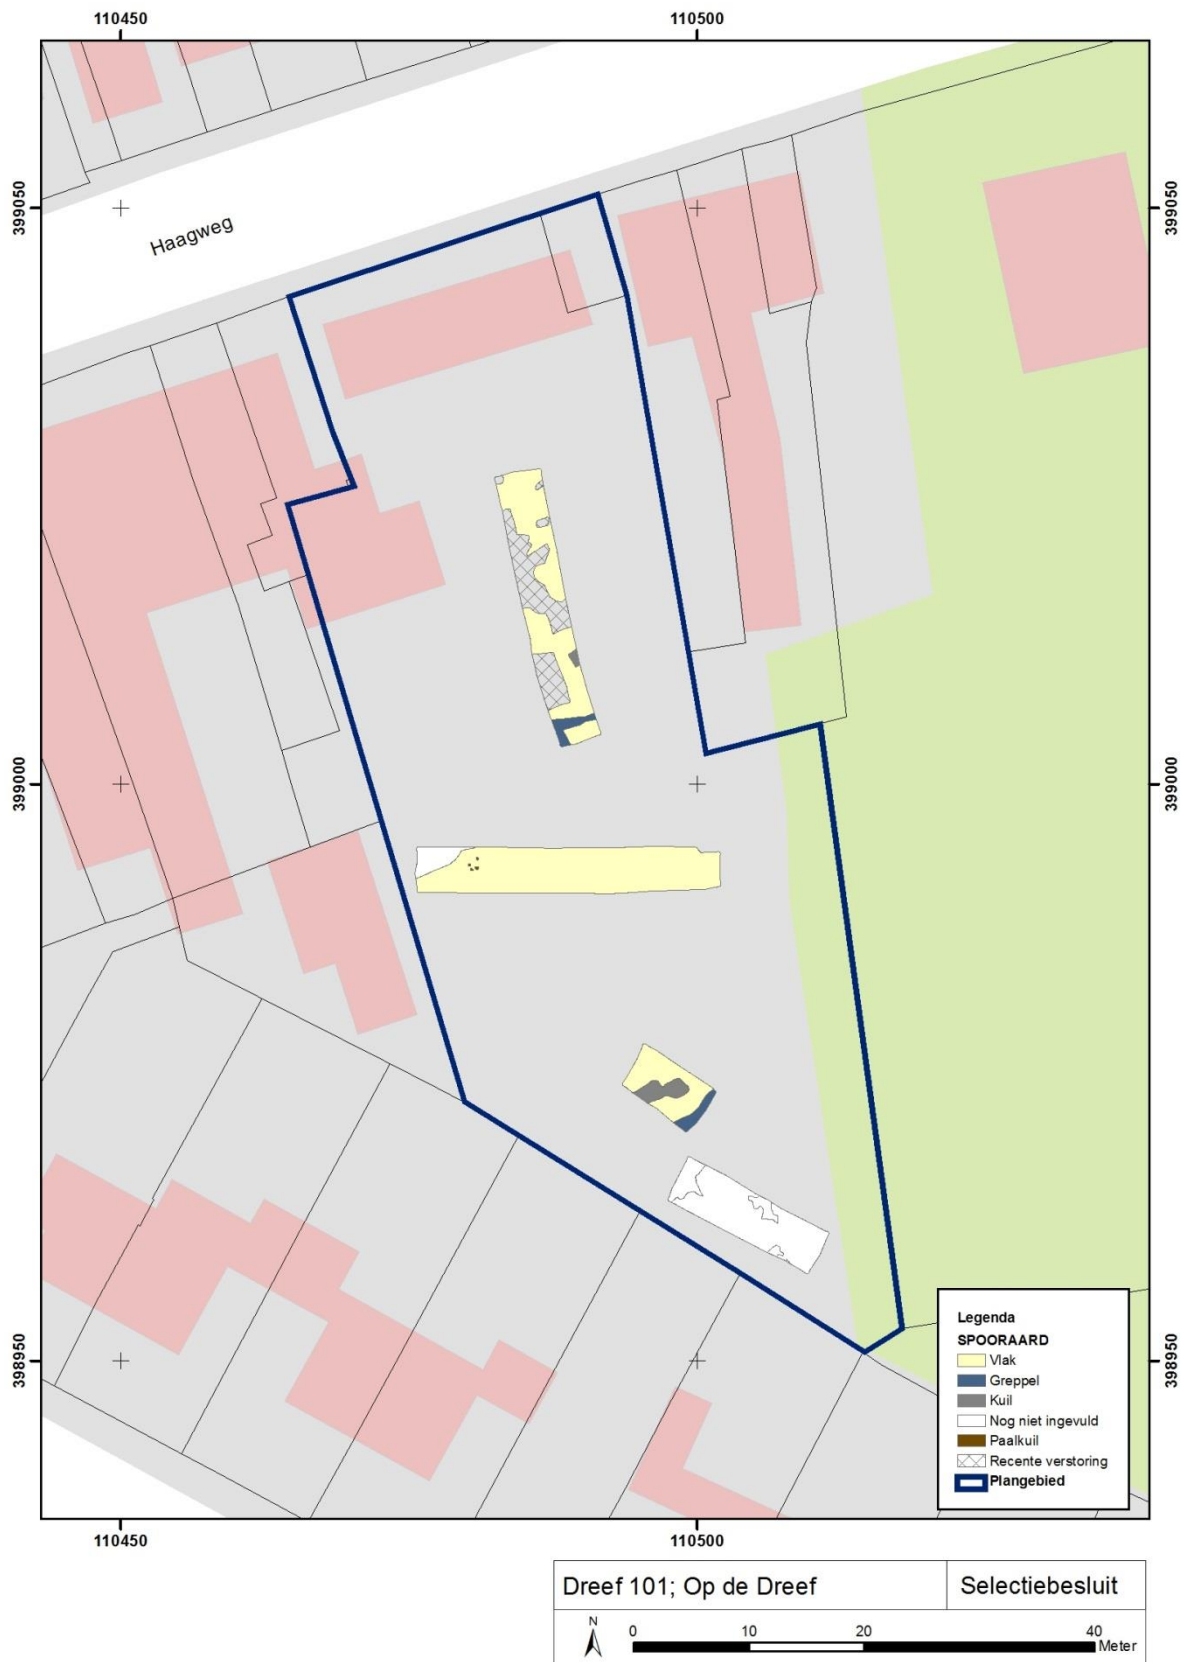 110450
110500
399050
399050
Haagweg
399000
399000
398950
398950
Legenda
SPOORAARD
Vlak
Greppel
Kuil
Nog niet ingevuld
Paalkuil
Recente verstoring
Plangebied
110450
110500
Dreef 101; Op de Dreef
Selectiebesluit
N
0 10 20 40
Meter